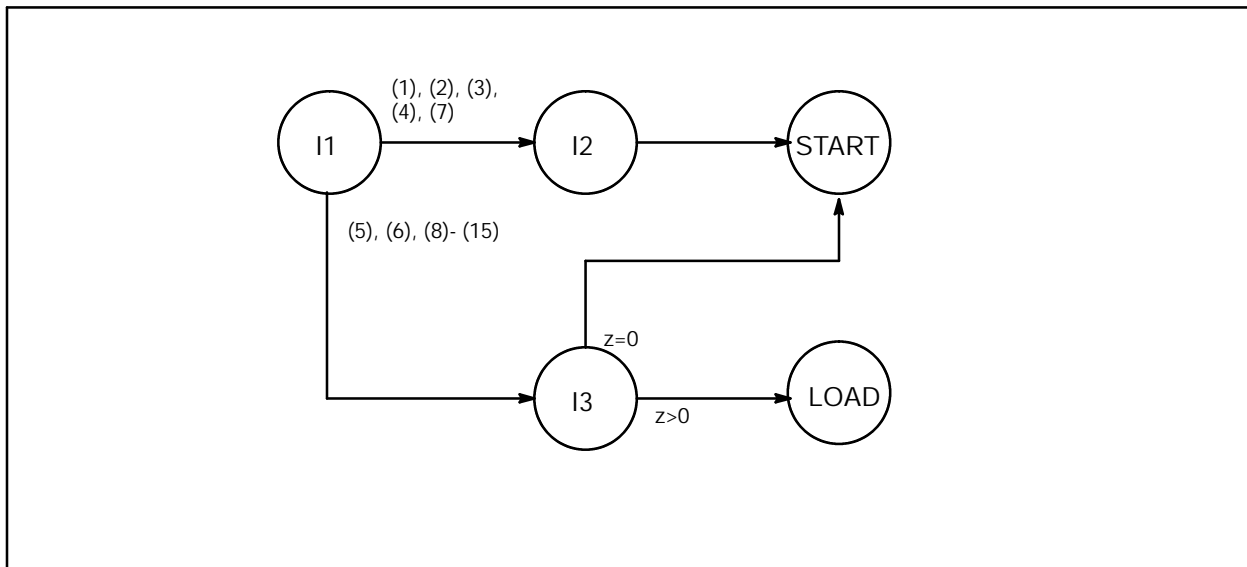 (1), (2), (3),
(4), (7)
I1
I2
START
(5), (6), (8)- (15)
z=0
I3
z>0
LOAD